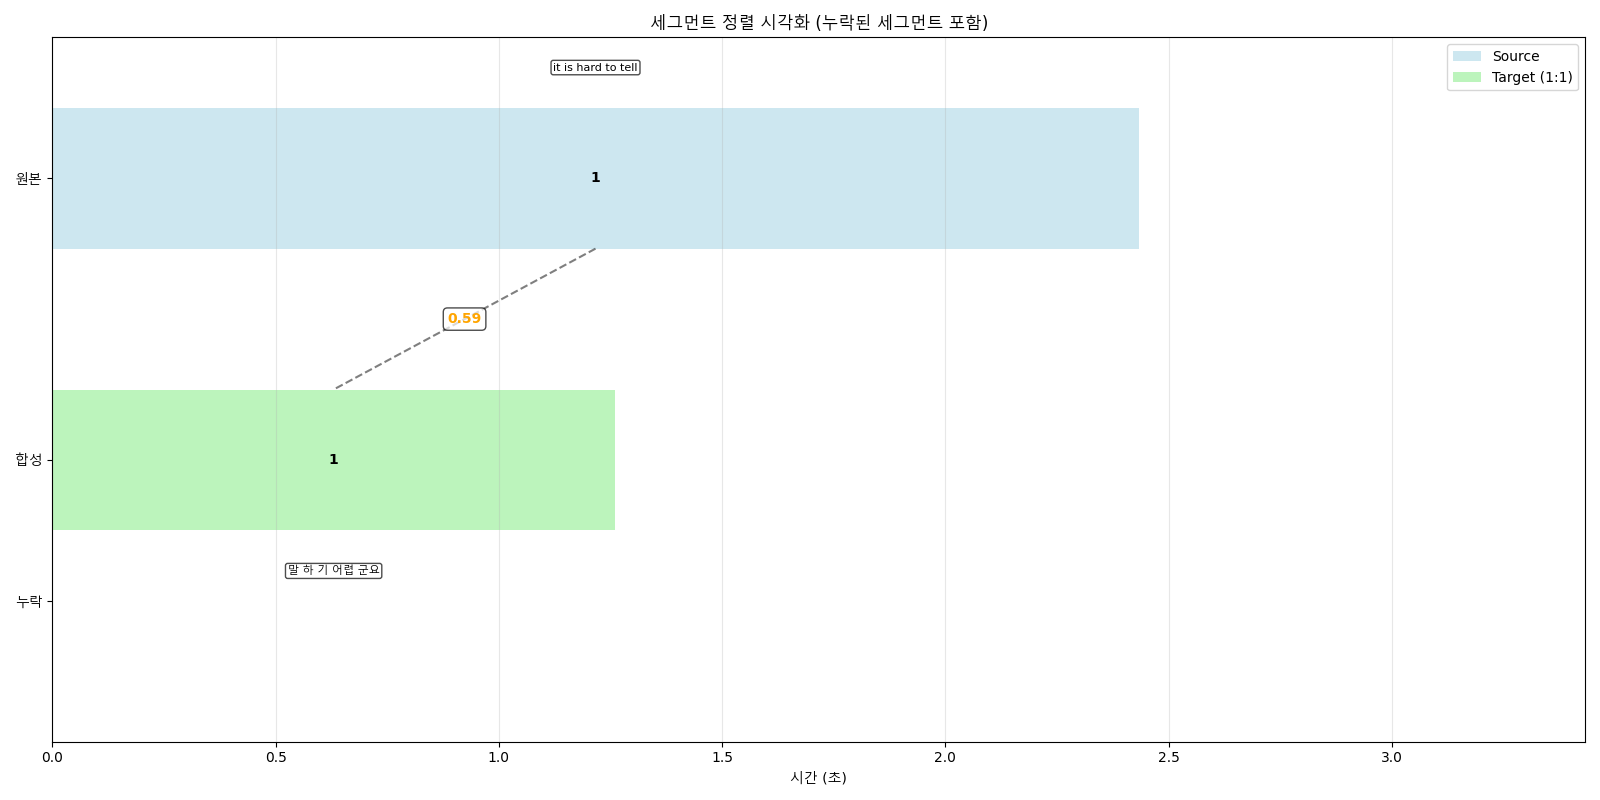 세그먼트 정렬 시각화 (누락된 세그먼트 포함)
it is hard to tell
Source
Target (1:1)
원본
1
0.59
합성
1
말 하 기 어렵 군요
누락
0.0 0.5 1.0 1.5 2.0 2.5 3.0
시간 (초)